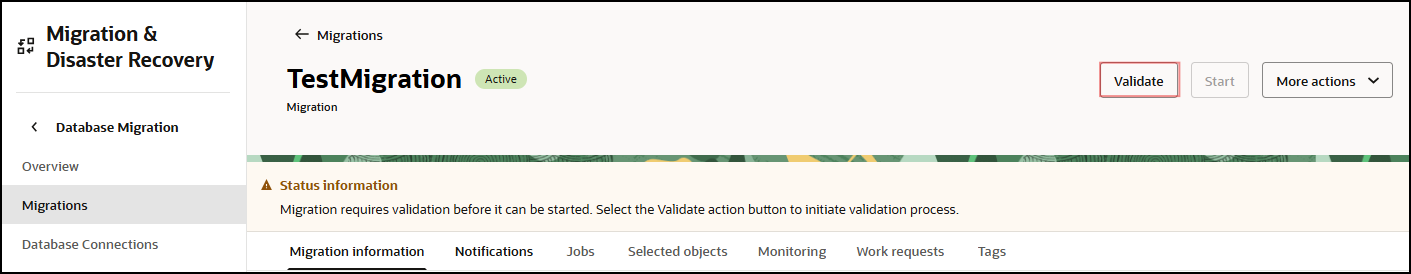 Migration &
Disaster Recovery
Database Migration
Overview
Migrations
Database Connections
Migrations
TestMigration Active
Migration
Validate Start More actions
Status information
Migration requires validation before it can be started. Select the Validate action button to initiate validation process.
Migration information Notifications Jobs Selected objects Monitoring Work requests Tags